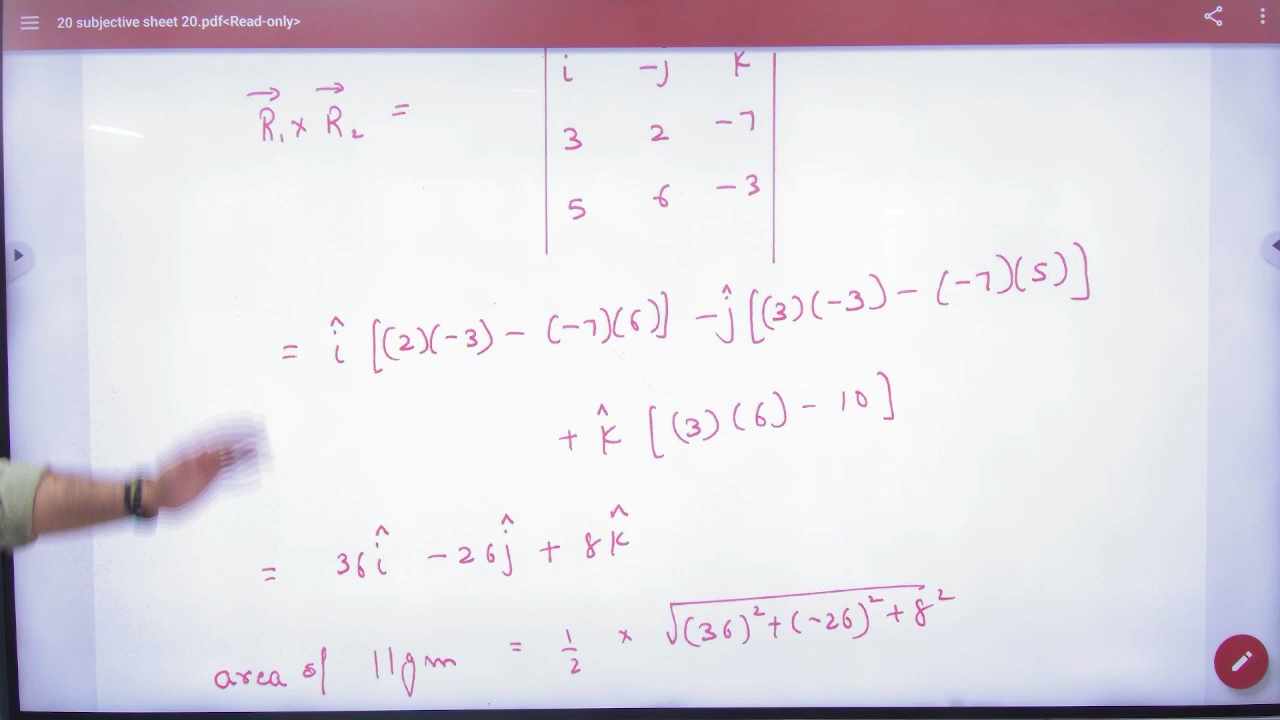 20 subjective sheet 20.pdf<Read-only>
i -j k
R₁ × R₂ =
3 2 -7
5 6 -3
= î [(2)(-3) - (-7)(6)] -ĵ [(3)(-3) - (-7)(5)]
+ k̂ [(3)(6) - 10]
= 36î - 26ĵ + 8k̂
area of 11gm = 1/2 × √(36)² + (-26)² + 8²